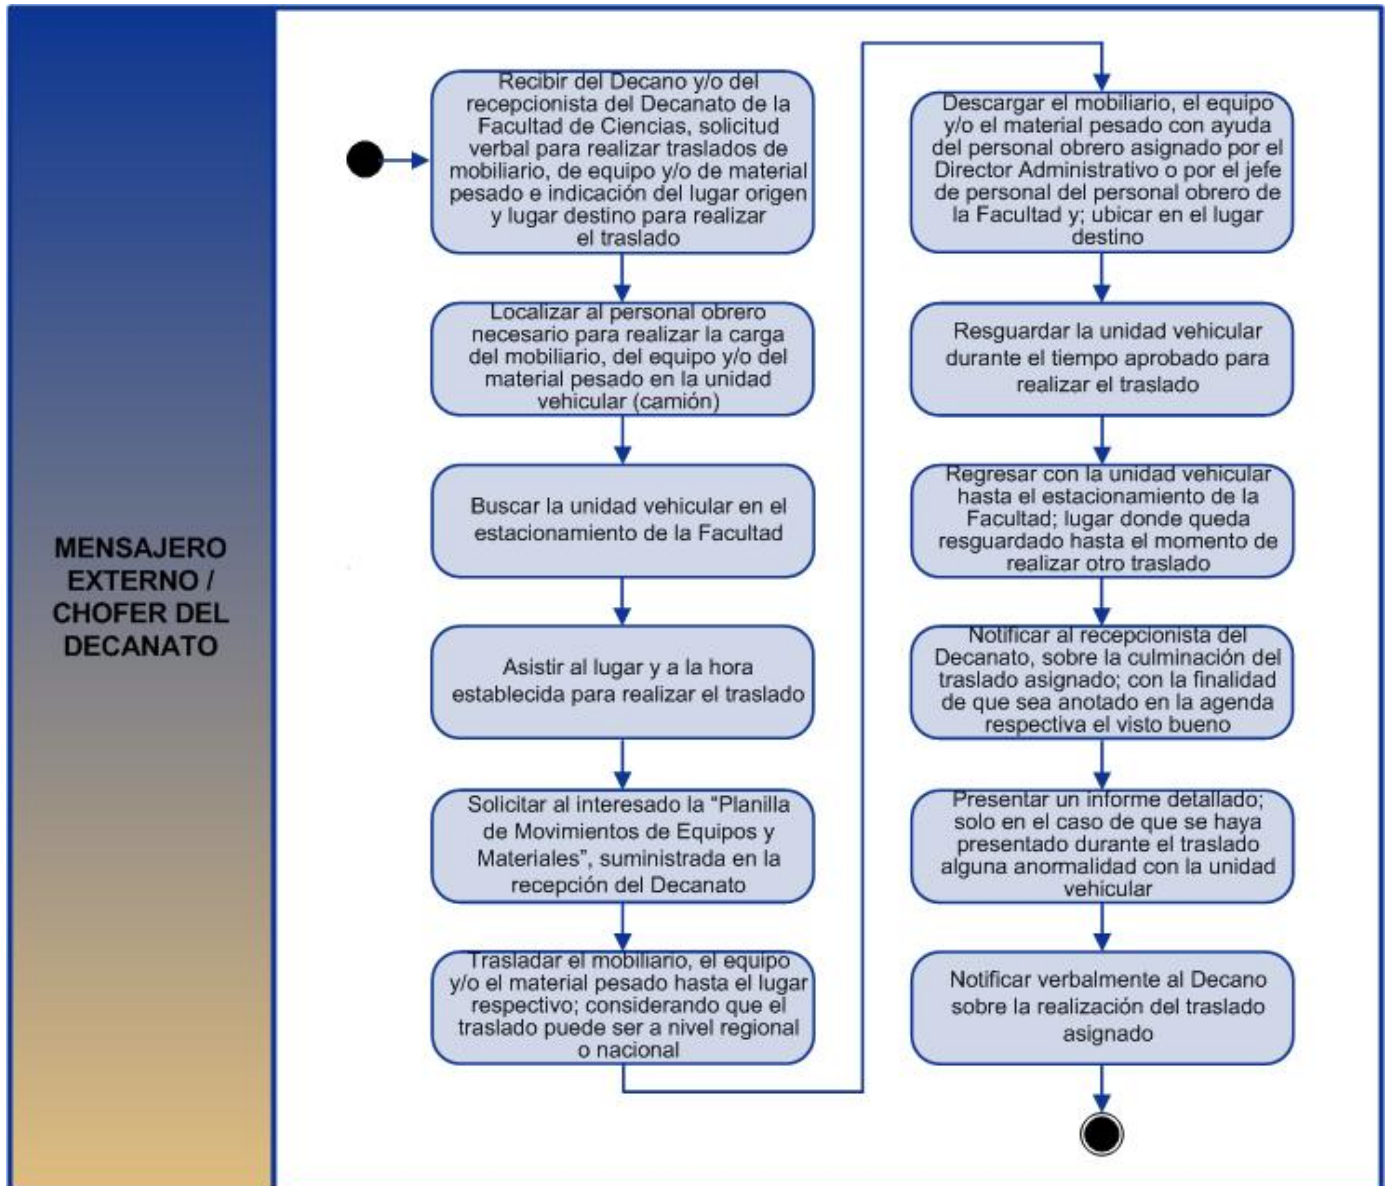 MENSAJERO
EXTERNO /
CHOFER DEL
DECANATO
Recibir del Decano y/o del
recepcionista del Decanato de la
Facultad de Ciencias, solicitud
verbal para realizar traslados de
mobiliario, de equipo y/o de material
pesado e indicación del lugar origen
y lugar destino para realizar
el traslado
Localizar al personal obrero
necesario para realizar la carga
del mobiliario, del equipo y/o del
material pesado en la unidad
vehicular (camión)
Buscar la unidad vehicular en el
estacionamiento de la Facultad
Asistir al lugar y a la hora
establecida para realizar el traslado
Solicitar al interesado la “Planilla
de Movimientos de Equipos y
Materiales”, suministrada en la
recepción del Decanato
Trasladar el mobiliario, el equipo
y/o el material pesado hasta el lugar
respectivo; considerando que el
traslado puede ser a nivel regional
o nacional
Descargar el mobiliario, el equipo
y/o el material pesado con ayuda
del personal obrero asignado por el
Director Administrativo o por el jefe
de personal del personal obrero de
la Facultad y; ubicar en el lugar
destino
Resguardar la unidad vehicular
durante el tiempo aprobado para
realizar el traslado
Regresar con la unidad vehicular
hasta el estacionamiento de la
Facultad; lugar donde queda
resguardado hasta el momento de
realizar otro traslado
Notificar al recepcionista del
Decanato, sobre la culminación del
traslado asignado; con la finalidad
de que sea anotado en la agenda
respectiva el visto bueno
Presentar un informe detallado;
solo en el caso de que se haya
presentado durante el traslado
alguna anormalidad con la unidad
vehicular
Notificar verbalmente al Decano
sobre la realización del traslado
asignado